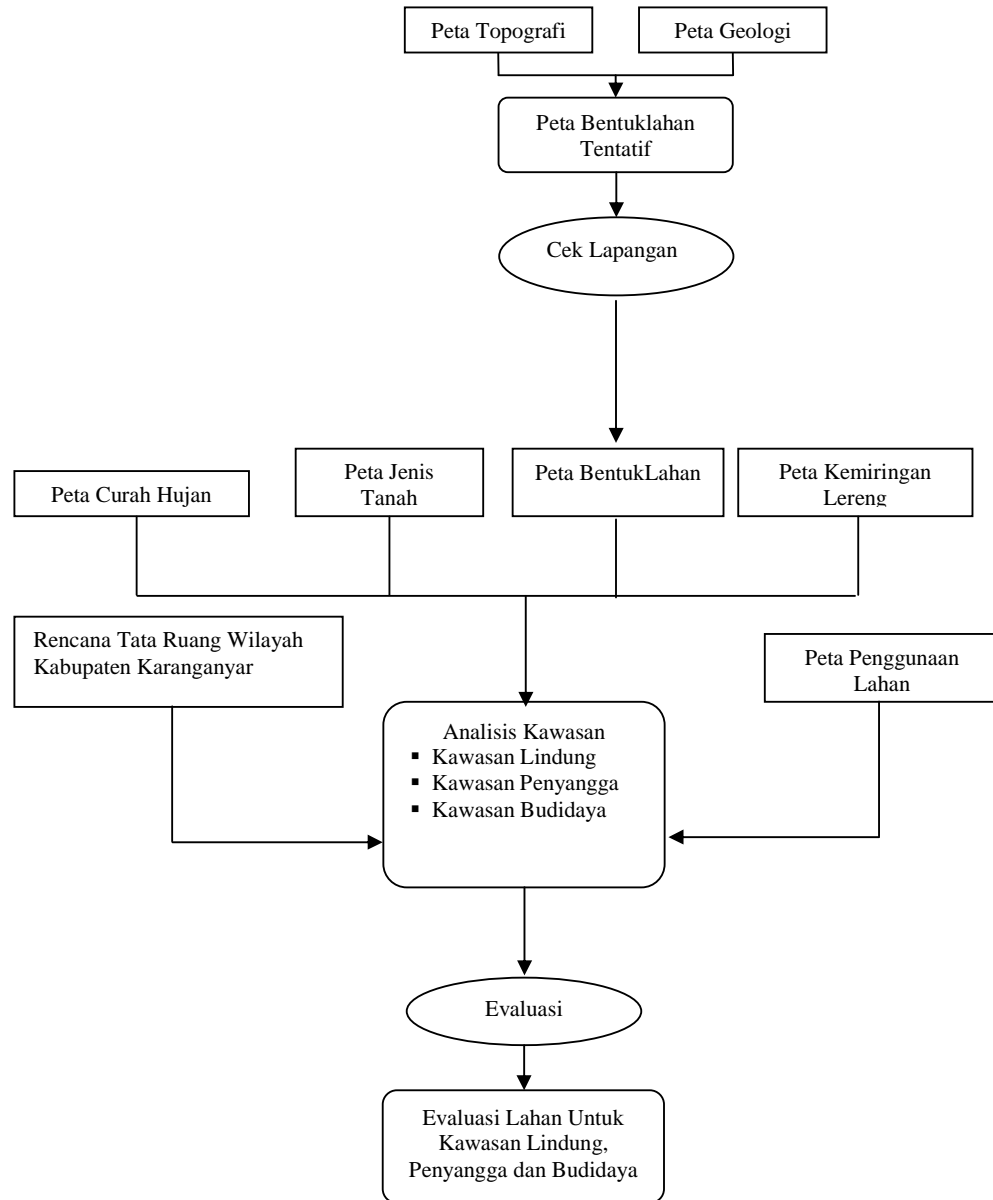 Peta Topografi
Peta Geologi
Peta Bentuklahan
Tentatif
Cek Lapangan
Peta Curah Hujan
Peta Jenis
Tanah
Peta BentukLahan
Peta Kemiringan
Lereng
Rencana Tata Ruang Wilayah
Kabupaten Karanganyar
Peta Penggunaan
Lahan
Analisis Kawasan
▪ Kawasan Lindung
▪ Kawasan Penyangga
▪ Kawasan Budidaya
Evaluasi
Evaluasi Lahan Untuk
Kawasan Lindung,
Penyangga dan Budidaya